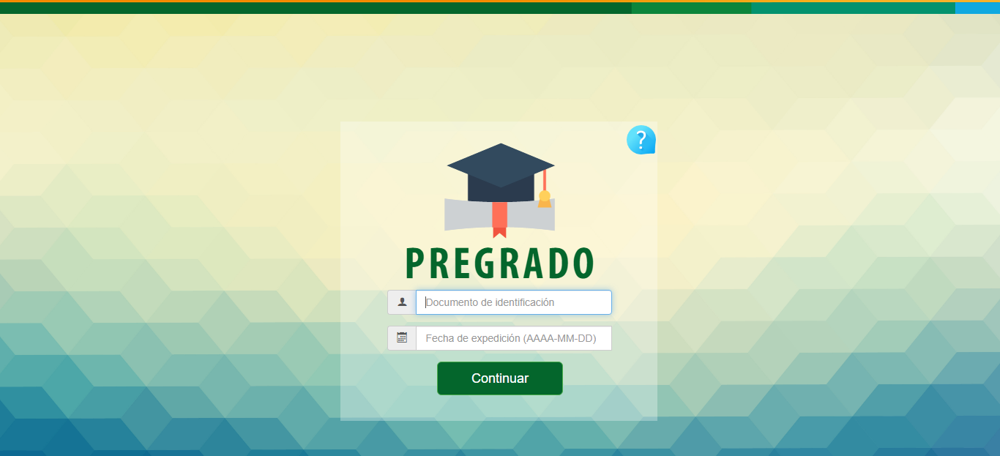 ?
PREGRADO
Documento de identificación
Fecha de expedición (AAAA-MM-DD)
Continuar